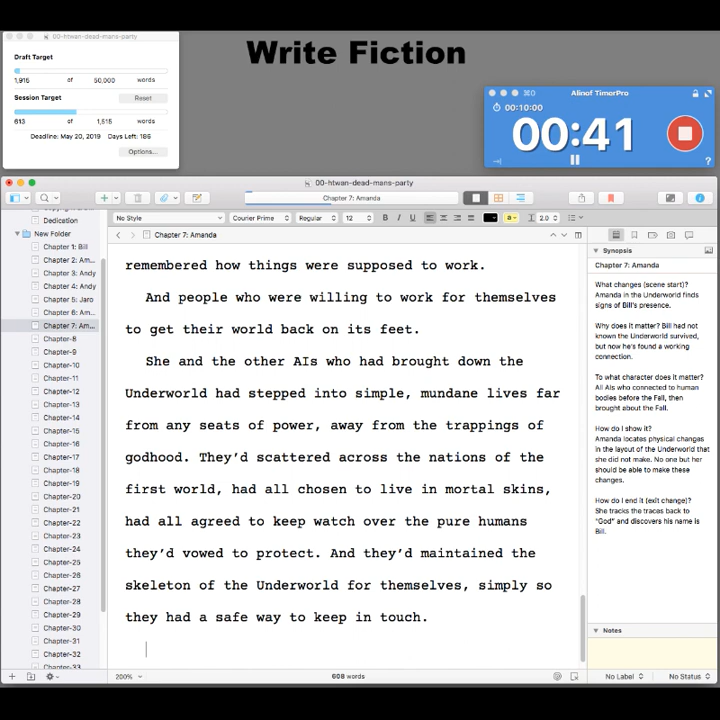 00-htwan-dead-mans-party
Draft Target
1,915 of 50,000 words
Session Target
Reset
613 of 1,515 words
Deadline: May 20, 2019 Days Left: 186
Options...
Write Fiction
⌘0 Alinof TimerPro
00:10:00
00:41
?
00-htwan-dead-mans-party
Chapter 7: Amanda
No Style Courier Prime Regular 12 B I U a 2.0
Dedication
New Folder
Chapter 1: Bill
Chapter 2: Am...
Chapter 3: Andy
Chapter 4: Andy
Chapter 5: Jaro
Chapter 6: Am...
Chapter 7: Am...
Chapter-8
Chapter-9
Chapter-10
Chapter-11
Chapter-12
Chapter-13
Chapter-14
Chapter-15
Chapter-16
Chapter-17
Chapter-18
Chapter-19
Chapter-20
Chapter-21
Chapter-22
Chapter-23
Chapter-24
Chapter-25
Chapter-26
Chapter-27
Chapter-28
Chapter-29
Chapter-30
Chapter-31
Chapter-32
Chapter-33
Chapter 7: Amanda
remembered how things were supposed to work.
And people who were willing to work for themselves
to get their world back on its feet.
She and the other AIs who had brought down the
Underworld had stepped into simple, mundane lives far
from any seats of power, away from the trappings of
godhood. They’d scattered across the nations of the
first world, had all chosen to live in mortal skins,
had all agreed to keep watch over the pure humans
they’d vowed to protect. And they’d maintained the
skeleton of the Underworld for themselves, simply so
they had a safe way to keep in touch.
200%
608 words
Synopsis
Chapter 7: Amanda
What changes (scene start)?
Amanda in the Underworld finds
signs of Bill's presence.
Why does it matter? Bill had not
known the Underworld survived,
but now he's found a working
connection.
To what character does it matter?
All AIs who connected to human
bodies before the Fall, then
brought about the Fall.
How do I show it?
Amanda locates physical changes
in the layout of the Underworld that
she did not make. No one but her
should be able to make these
changes.
How do I end it (exit change)?
She tracks the traces back to
"God" and discovers his name is
Bill.
Notes
No Label No Status